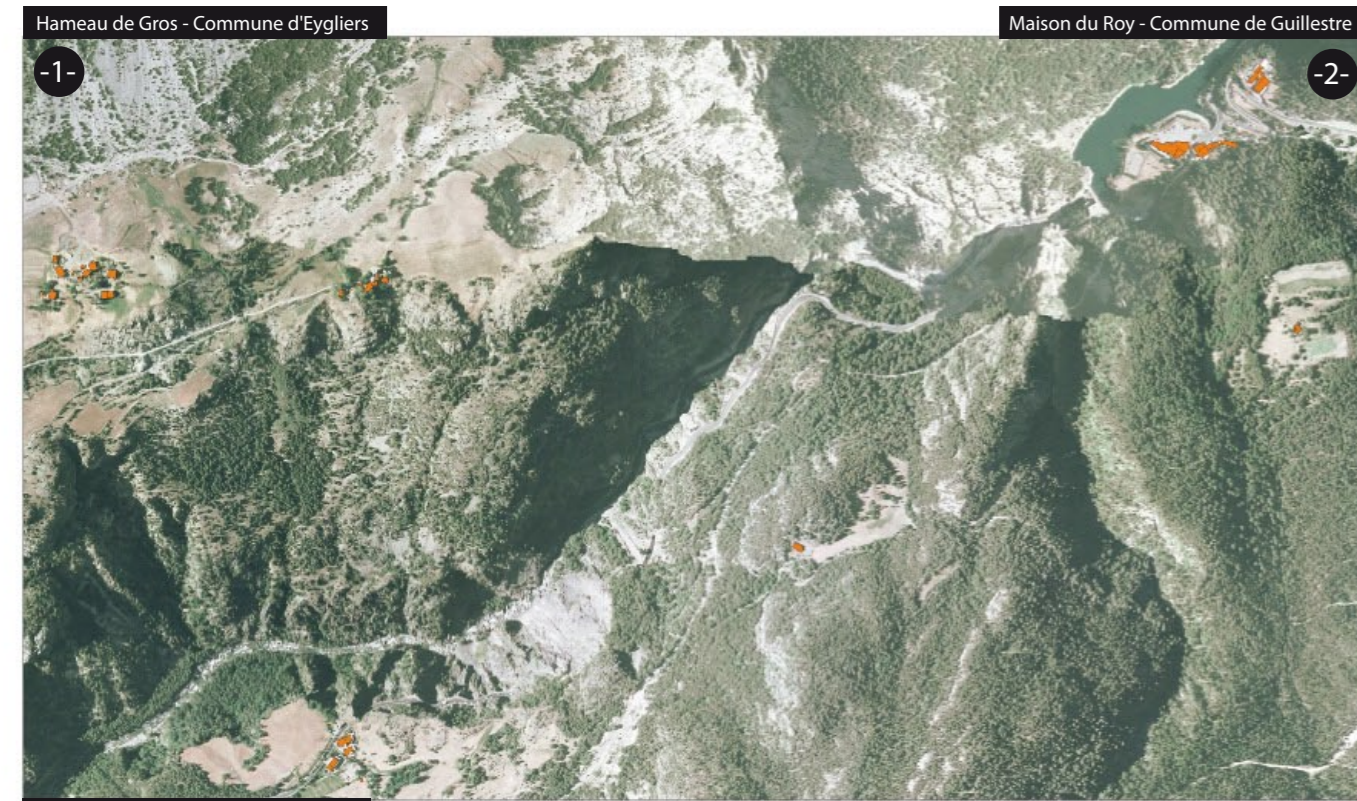 Hameau de Gros - Commune d'Eygliers
Maison du Roy - Commune de Guillestre
-1-
-2-